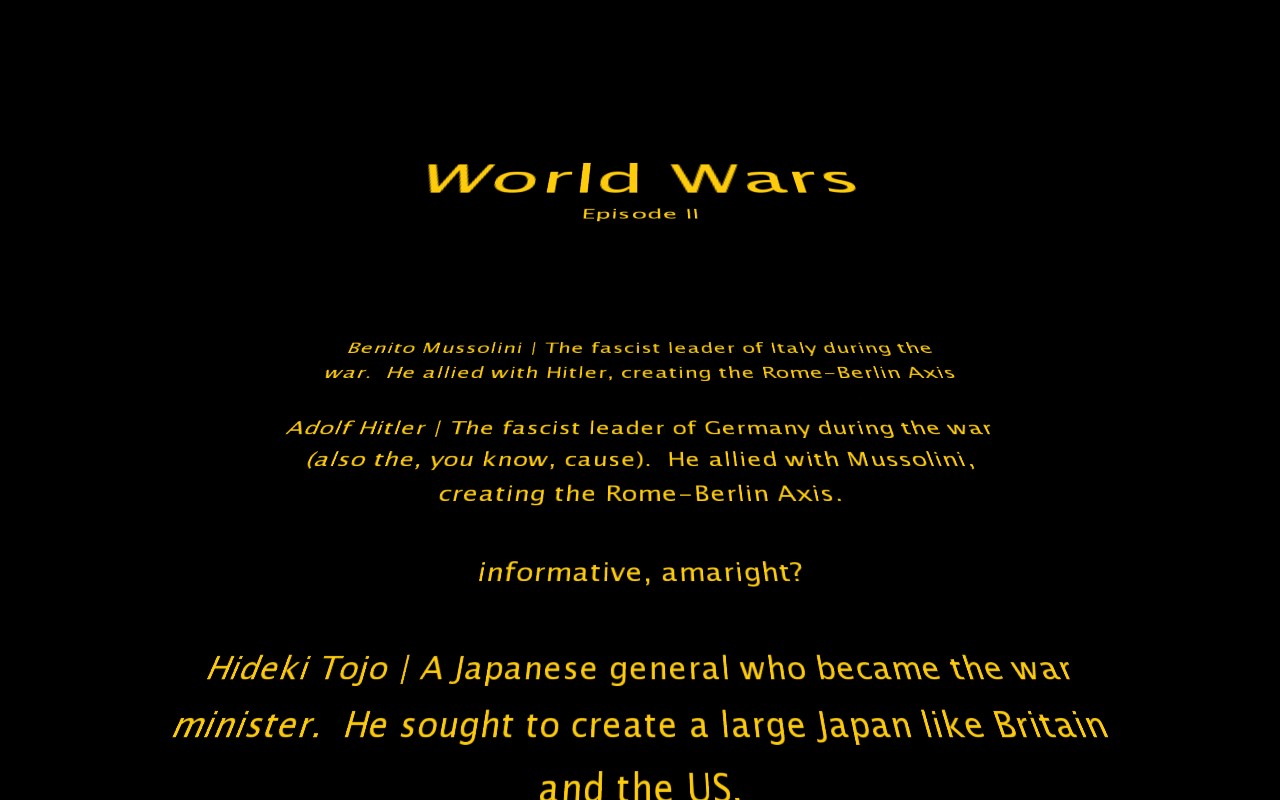 World Wars
Episode II
Benito Mussolini | The fascist leader of Italy during the
war.  He allied with Hitler, creating the Rome-Berlin Axis
Adolf Hitler | The fascist leader of Germany during the war
(also the, you know, cause).  He allied with Mussolini,
creating the Rome-Berlin Axis.
informative, amaright?
Hideki Tojo | A Japanese general who became the war
minister.  He sought to create a large Japan like Britain
and the US.